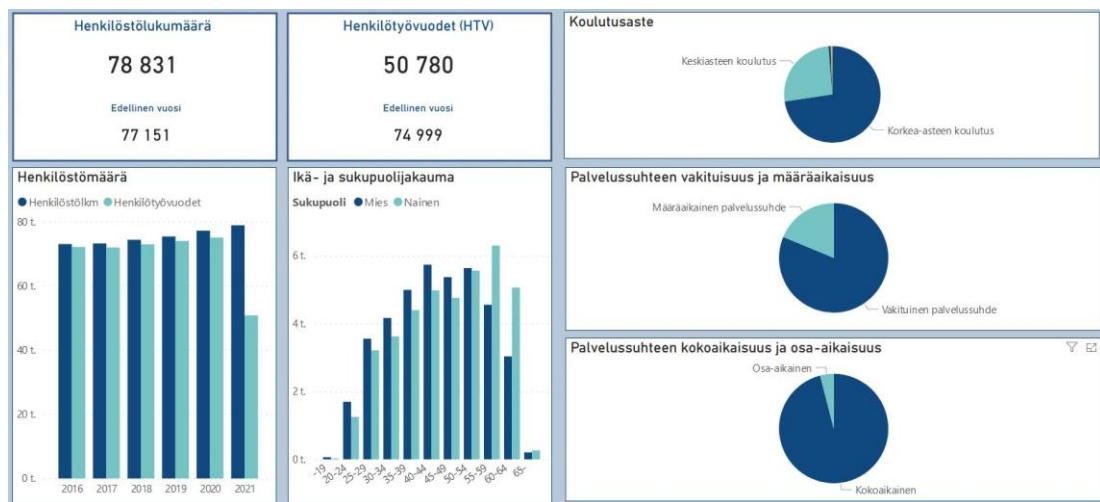 Henkilöstölukumäärä
78 831
Edellinen vuosi
77 151
Henkilötyövuodet (HTV)
50 780
Edellinen vuosi
74 999
Koulutusaste
Keskiasteen koulutus
Korkea-asteen koulutus
Henkilöstömäärä
Henkilöstölkm Henkilötyövuodet
80 t.
60 t.
40 t.
20 t.
0 t.
2016 2017 2018 2019 2020 2021
Ikä- ja sukupuolijakauma
Sukupuoli Mies Nainen
6 t.
4 t.
2 t.
0 t.
-19 20-24 25-29 30-34 35-39 40-44 45-49 50-54 55-59 60-64 65-
Palvelussuhteen vakituisuus ja määräaikaisuus
Määräaikainen palvelussuhde
Vakituinen palvelussuhde
Palvelussuhteen kokoaikaisuus ja osa-aikaisuus
Osa-aikainen
Kokoaikainen